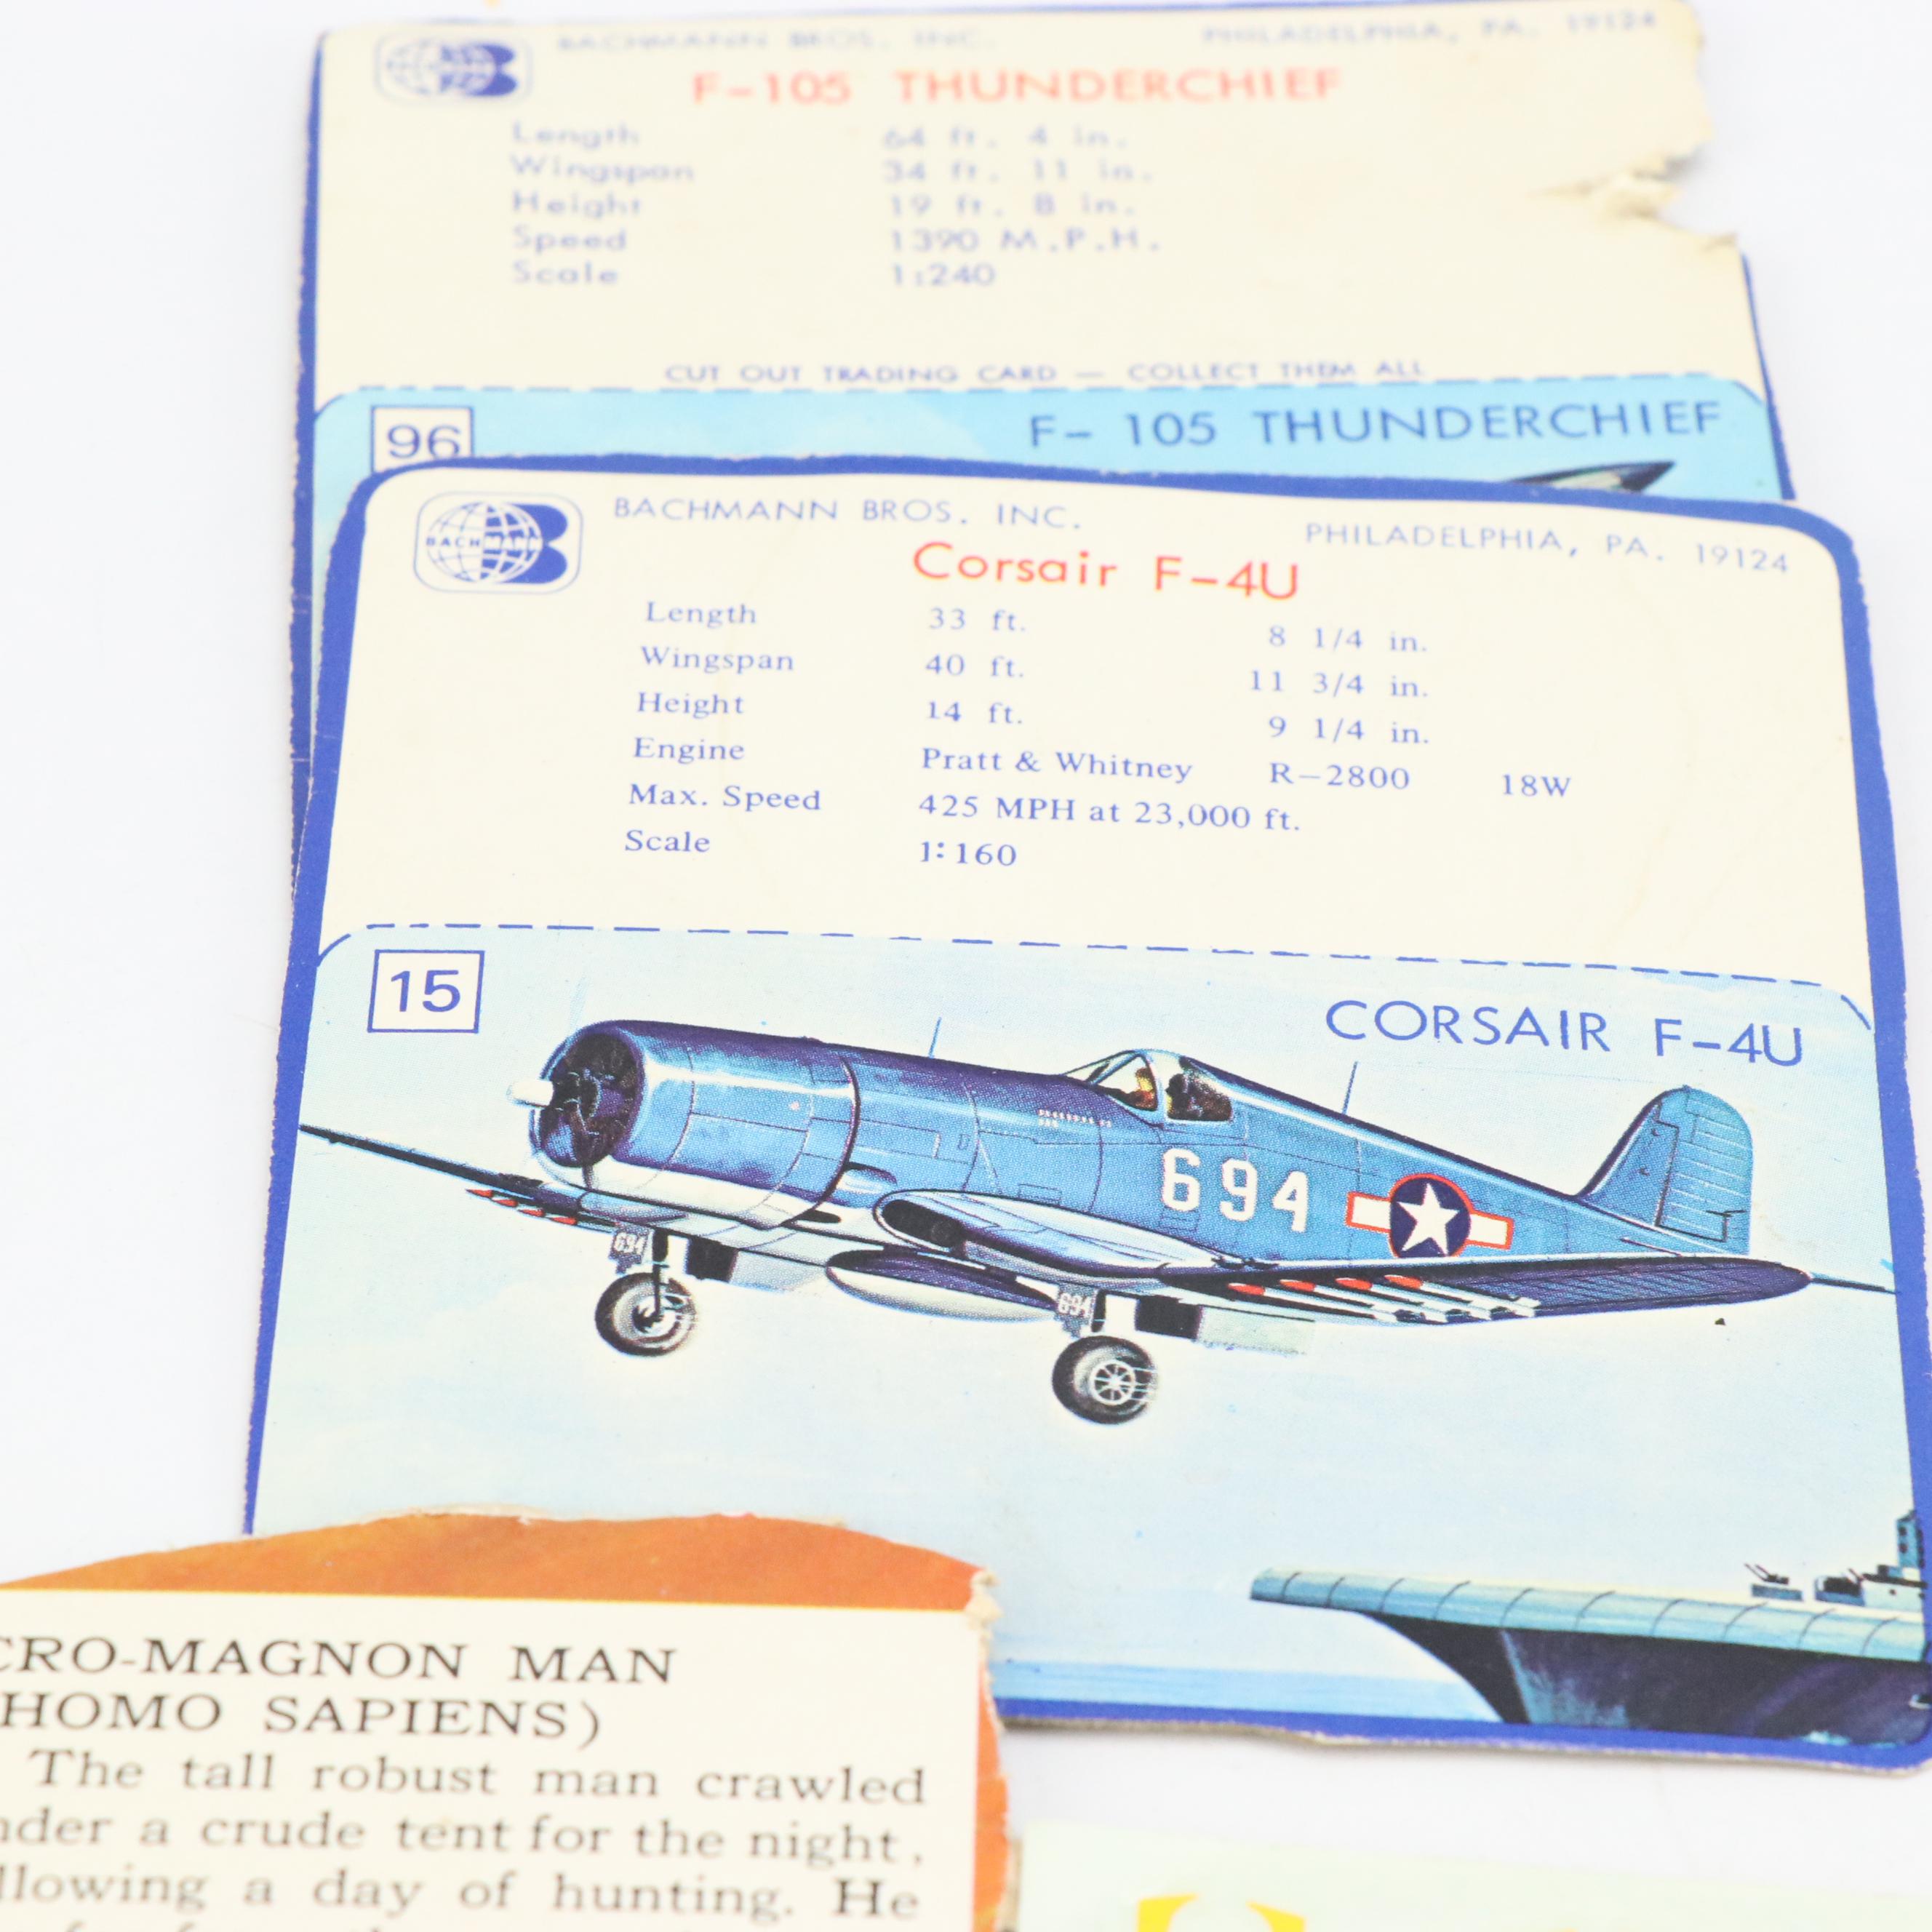 BACHMANN BROS. INC. PHILADELPHIA, PA. 19124
F-105 THUNDERCHIEF
Length 64 ft. 4 in.
Wingspan 34 ft. 11 in.
Height 19 ft. 8 in.
Speed 1390 M.P.H.
Scale 1:240
CUT OUT TRADING CARD — COLLECT THEM ALL
96 F- 105 THUNDERCHIEF
BACHMANN
BACHMANN BROS. INC. PHILADELPHIA, PA. 19124
Corsair F-4U
Length 33 ft. 8 1/4 in.
Wingspan 40 ft. 11 3/4 in.
Height 14 ft. 9 1/4 in.
Engine Pratt & Whitney R-2800 18W
Max. Speed 425 MPH at 23,000 ft.
Scale 1:160
15 CORSAIR F-4U
694
694
694
CRO-MAGNON MAN
(HOMO SAPIENS)
The tall robust man crawled
nder a crude tent for the night,
llowing a day of hunting. He